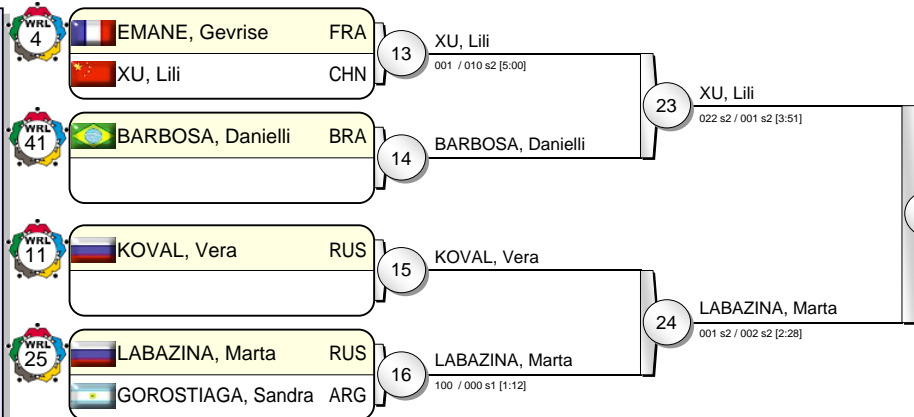 WRL
4
EMANE, Gevrise FRA
XU, Lili CHN
13
XU, Lili
001 / 010 s2 [5:00]
WRL
41
BARBOSA, Danielli BRA
14
BARBOSA, Danielli
23
XU, Lili
022 s2 / 001 s2 [3:51]
WRL
11
KOVAL, Vera RUS
15
KOVAL, Vera
WRL
25
LABAZINA, Marta RUS
GOROSTIAGA, Sandra ARG
16
LABAZINA, Marta
100 / 000 s1 [1:12]
24
LABAZINA, Marta
001 s2 / 002 s2 [2:28]